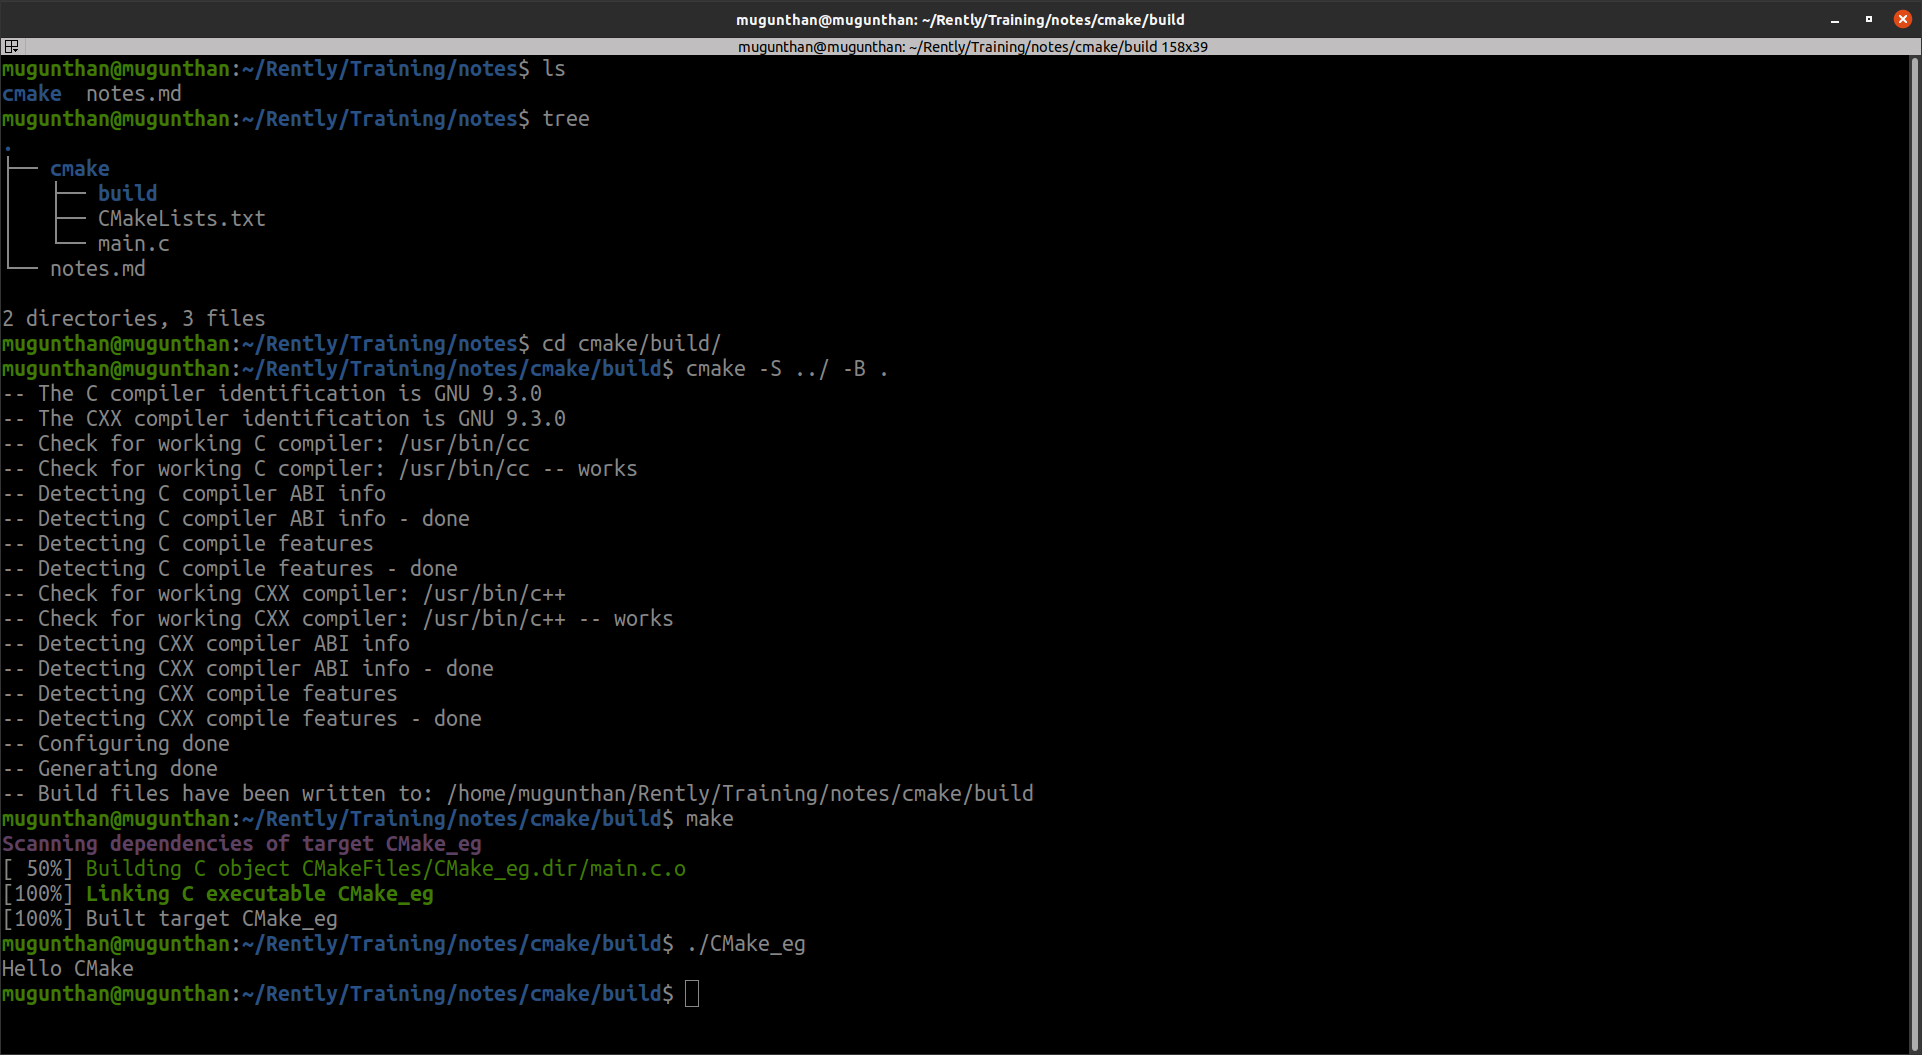 mugunthan@mugunthan: ~/Rently/Training/notes/cmake/build
mugunthan@mugunthan: ~/Rently/Training/notes/cmake/build 158x39
mugunthan@mugunthan:~/Rently/Training/notes$ ls
cmake  notes.md
mugunthan@mugunthan:~/Rently/Training/notes$ tree
.
├── cmake
│   ├── build
│   ├── CMakeLists.txt
│   └── main.c
└── notes.md
2 directories, 3 files
mugunthan@mugunthan:~/Rently/Training/notes$ cd cmake/build/
mugunthan@mugunthan:~/Rently/Training/notes/cmake/build$ cmake -S ../ -B .
-- The C compiler identification is GNU 9.3.0
-- The CXX compiler identification is GNU 9.3.0
-- Check for working C compiler: /usr/bin/cc
-- Check for working C compiler: /usr/bin/cc -- works
-- Detecting C compiler ABI info
-- Detecting C compiler ABI info - done
-- Detecting C compile features
-- Detecting C compile features - done
-- Check for working CXX compiler: /usr/bin/c++
-- Check for working CXX compiler: /usr/bin/c++ -- works
-- Detecting CXX compiler ABI info
-- Detecting CXX compiler ABI info - done
-- Detecting CXX compile features
-- Detecting CXX compile features - done
-- Configuring done
-- Generating done
-- Build files have been written to: /home/mugunthan/Rently/Training/notes/cmake/build
mugunthan@mugunthan:~/Rently/Training/notes/cmake/build$ make
Scanning dependencies of target CMake_eg
[ 50%] Building C object CMakeFiles/CMake_eg.dir/main.c.o
[100%] Linking C executable CMake_eg
[100%] Built target CMake_eg
mugunthan@mugunthan:~/Rently/Training/notes/cmake/build$ ./CMake_eg
Hello CMake
mugunthan@mugunthan:~/Rently/Training/notes/cmake/build$